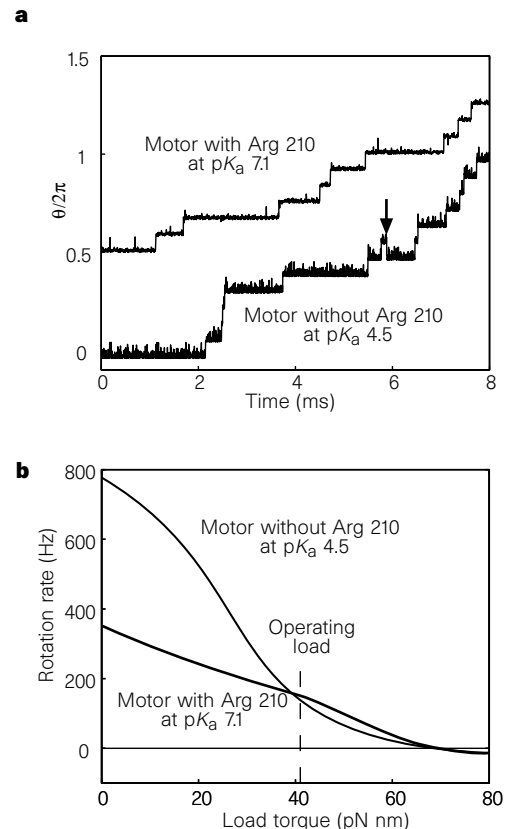 a
1.5
1
0.5
0
θ/2π
Motor with Arg 210
at pKa 7.1
Motor without Arg 210
at pKa 4.5
0 2 4 6 8
Time (ms)
b
800
600
400
200
0
Rotation rate (Hz)
Motor without Arg 210
at pKa 4.5
Operating
load
Motor with Arg 210
at pKa 7.1
0 20 40 60 80
Load torque (pN nm)